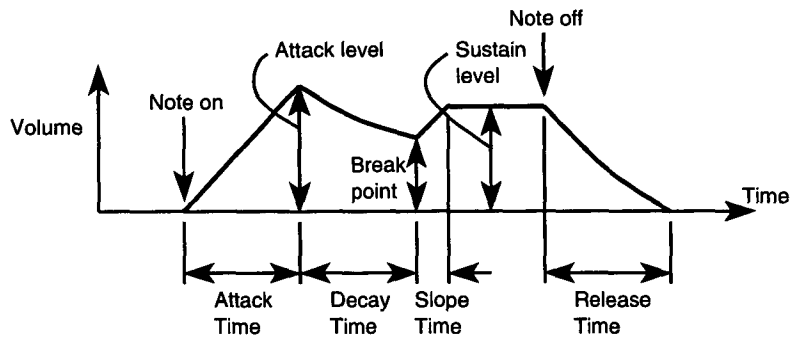 Note off
Attack level
Sustain
level
Note on
Volume
Break
point
Time
Attack
Time
Decay
Time
Slope
Time
Release
Time